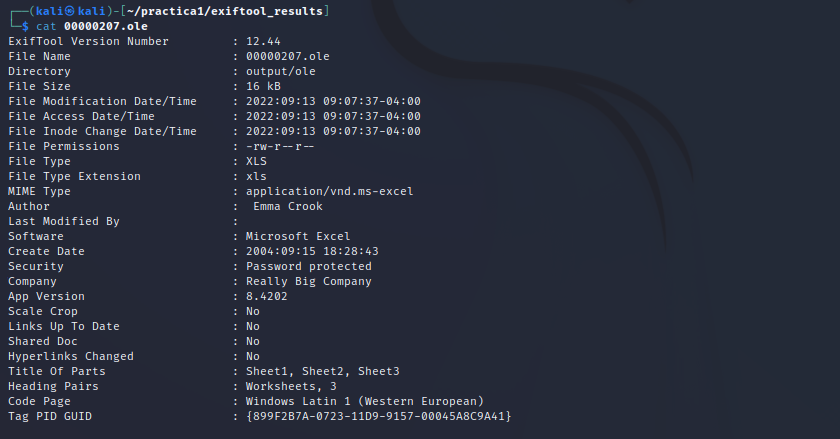 ┌──(kali㉿kali)-[~/practica1/exiftool_results]
└─$ cat 00000207.ole
ExifTool Version Number         : 12.44
File Name                       : 00000207.ole
Directory                       : output/ole
File Size                       : 16 kB
File Modification Date/Time     : 2022:09:13 09:07:37-04:00
File Access Date/Time           : 2022:09:13 09:07:37-04:00
File Inode Change Date/Time     : 2022:09:13 09:07:37-04:00
File Permissions                : -rw-r--r--
File Type                       : XLS
File Type Extension             : xls
MIME Type                       : application/vnd.ms-excel
Author                          :  Emma Crook
Last Modified By                :
Software                        : Microsoft Excel
Create Date                     : 2004:09:15 18:28:43
Security                        : Password protected
Company                         : Really Big Company
App Version                     : 8.4202
Scale Crop                      : No
Links Up To Date                : No
Shared Doc                      : No
Hyperlinks Changed              : No
Title Of Parts                  : Sheet1, Sheet2, Sheet3
Heading Pairs                   : Worksheets, 3
Code Page                       : Windows Latin 1 (Western European)
Tag PID GUID                    : {899F2B7A-0723-11D9-9157-00045A8C9A41}